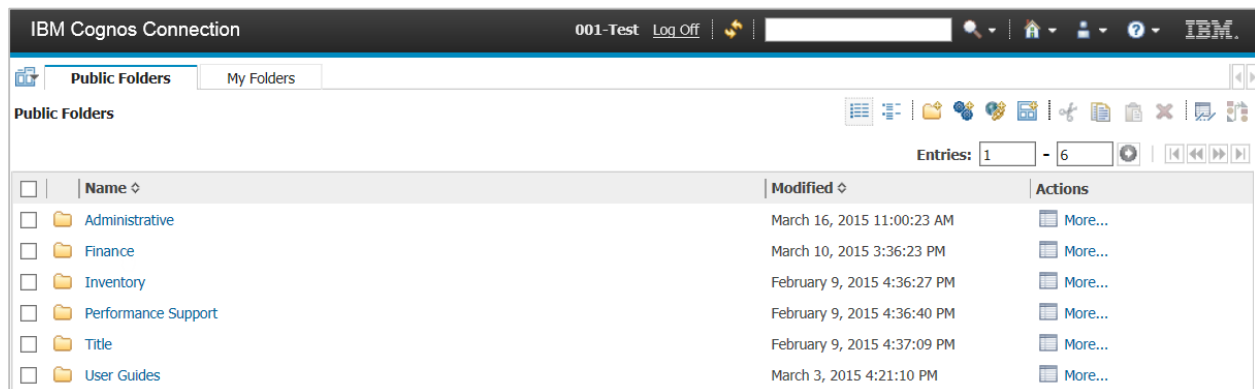 IBM Cognos Connection 001-Test Log Off IBM.
Public Folders My Folders
Public Folders
Entries: 1 - 6
Name Modified Actions
Administrative March 16, 2015 11:00:23 AM More...
Finance March 10, 2015 3:36:23 PM More...
Inventory February 9, 2015 4:36:27 PM More...
Performance Support February 9, 2015 4:36:40 PM More...
Title February 9, 2015 4:37:09 PM More...
User Guides March 3, 2015 4:21:10 PM More...